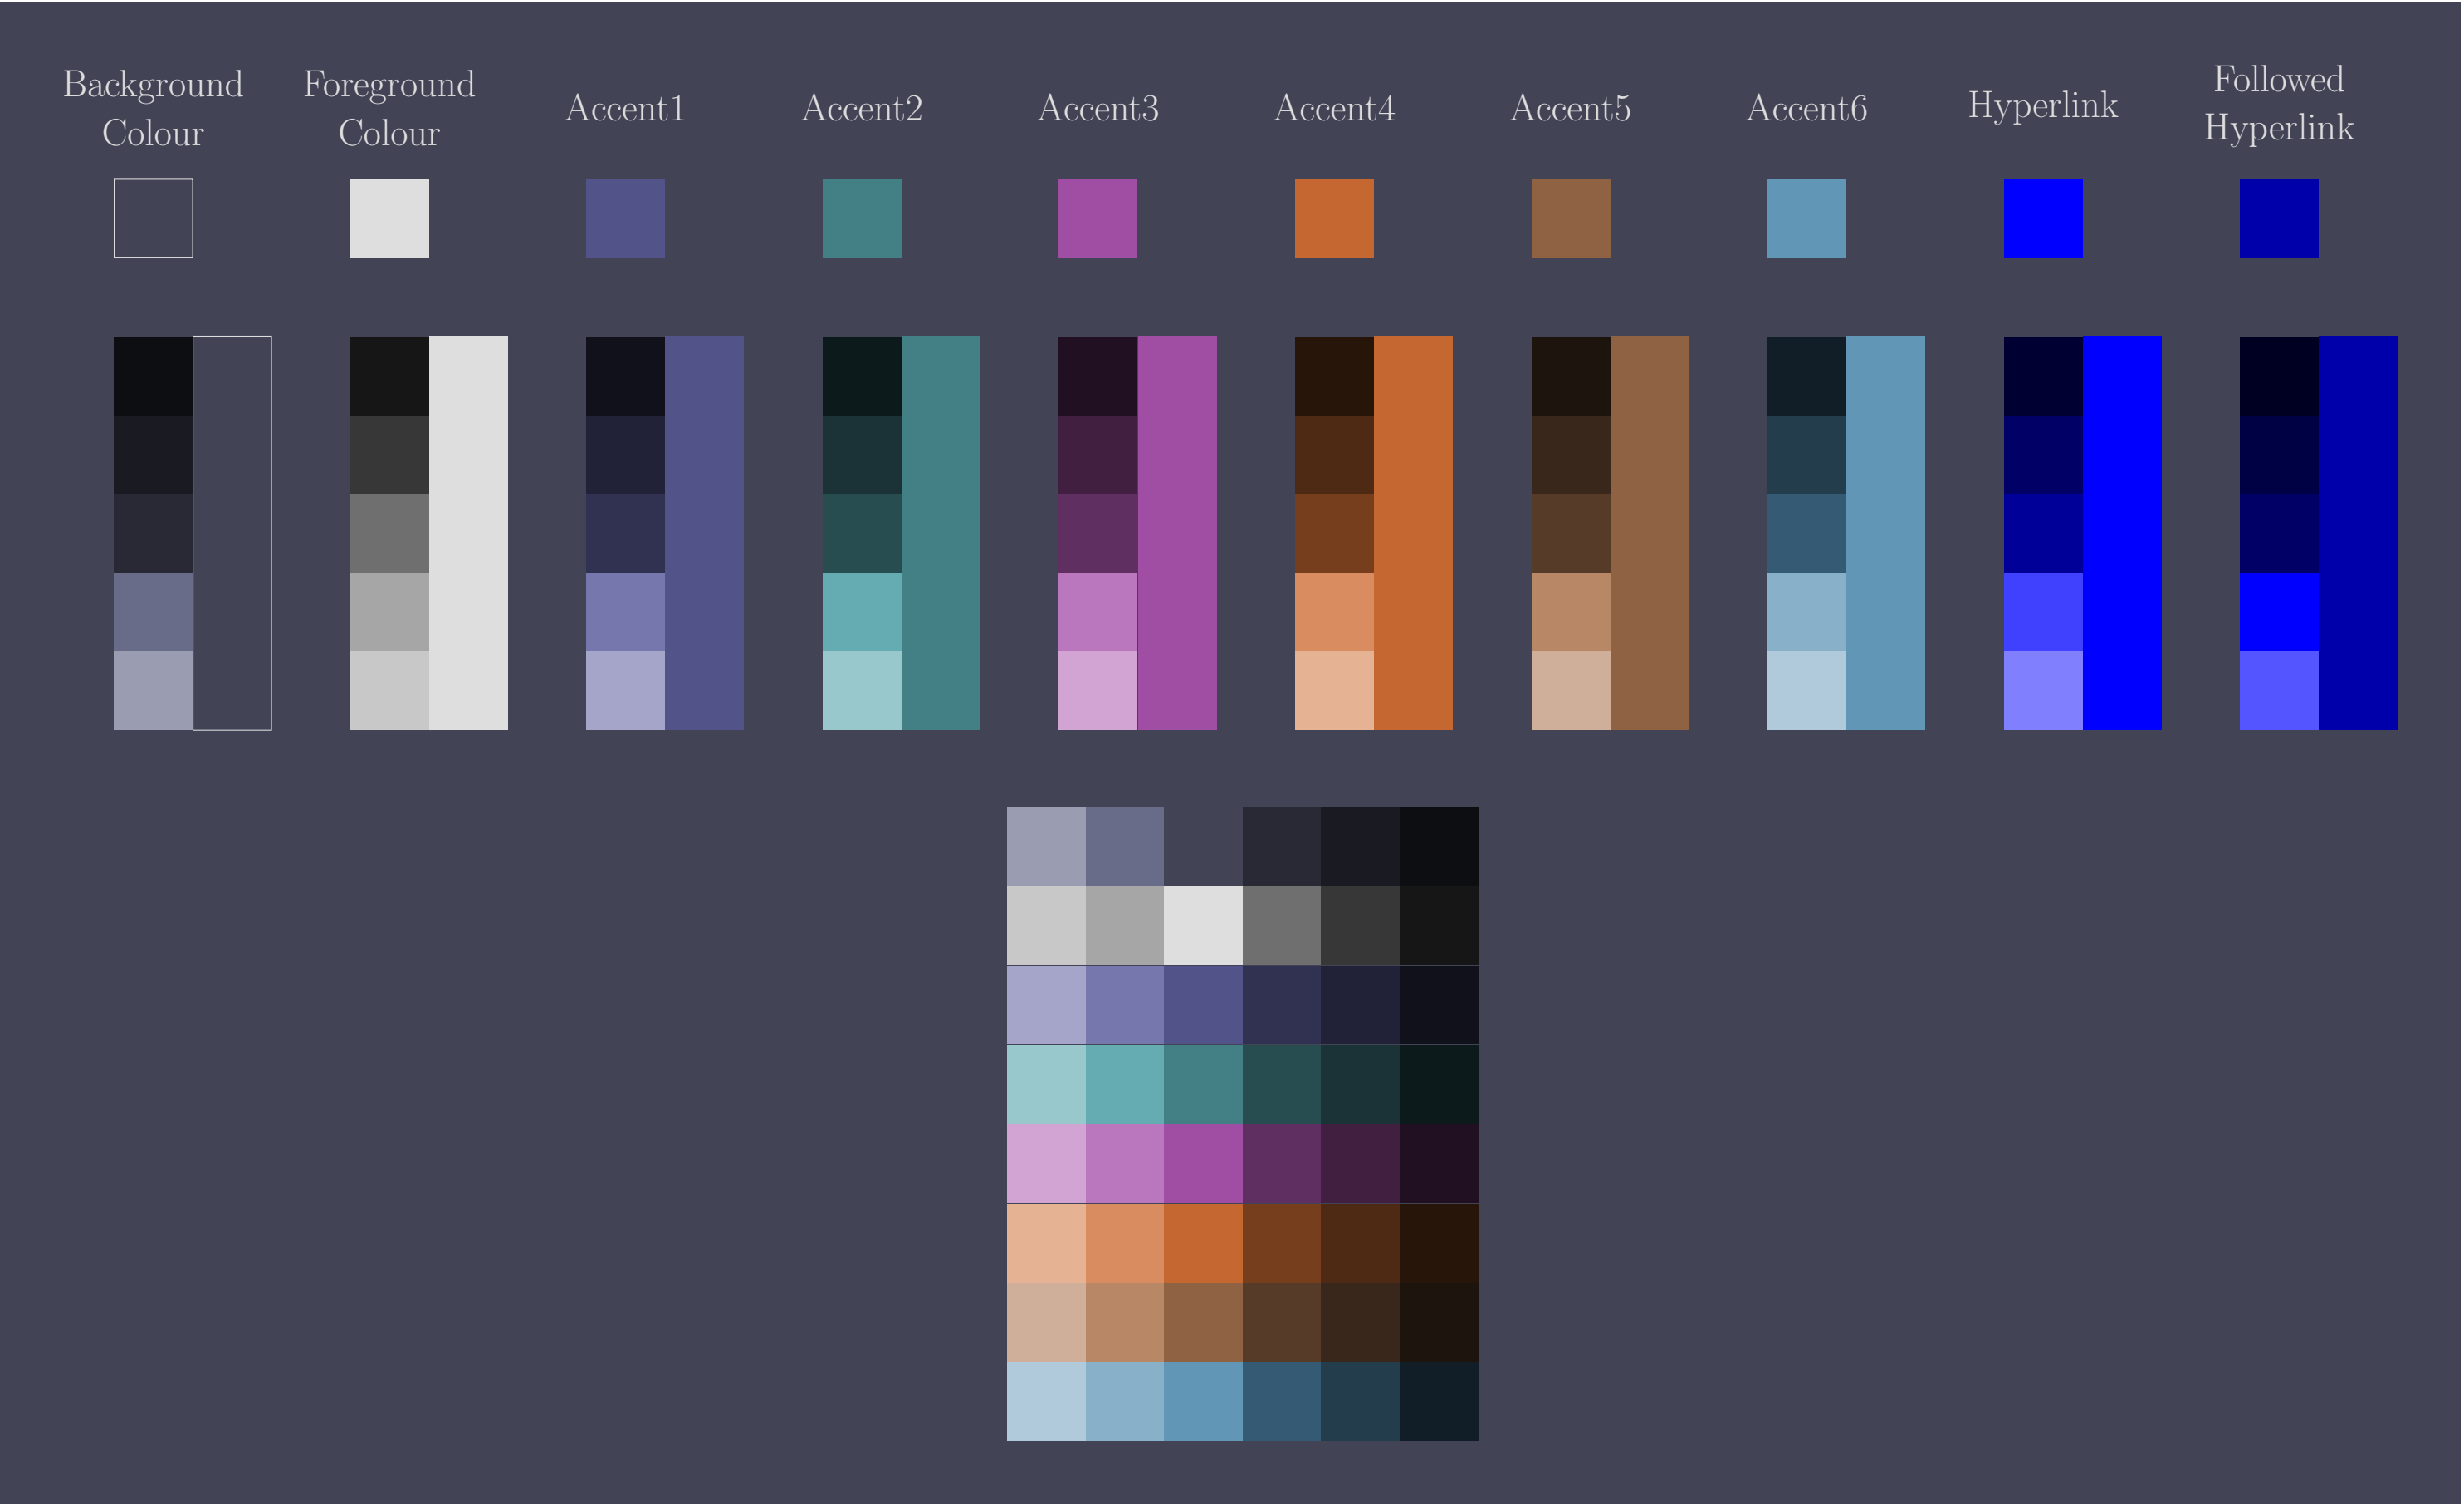 Background
Colour
Foreground
Colour
Accent1
Accent2
Accent3
Accent4
Accent5
Accent6
Hyperlink
Followed
Hyperlink